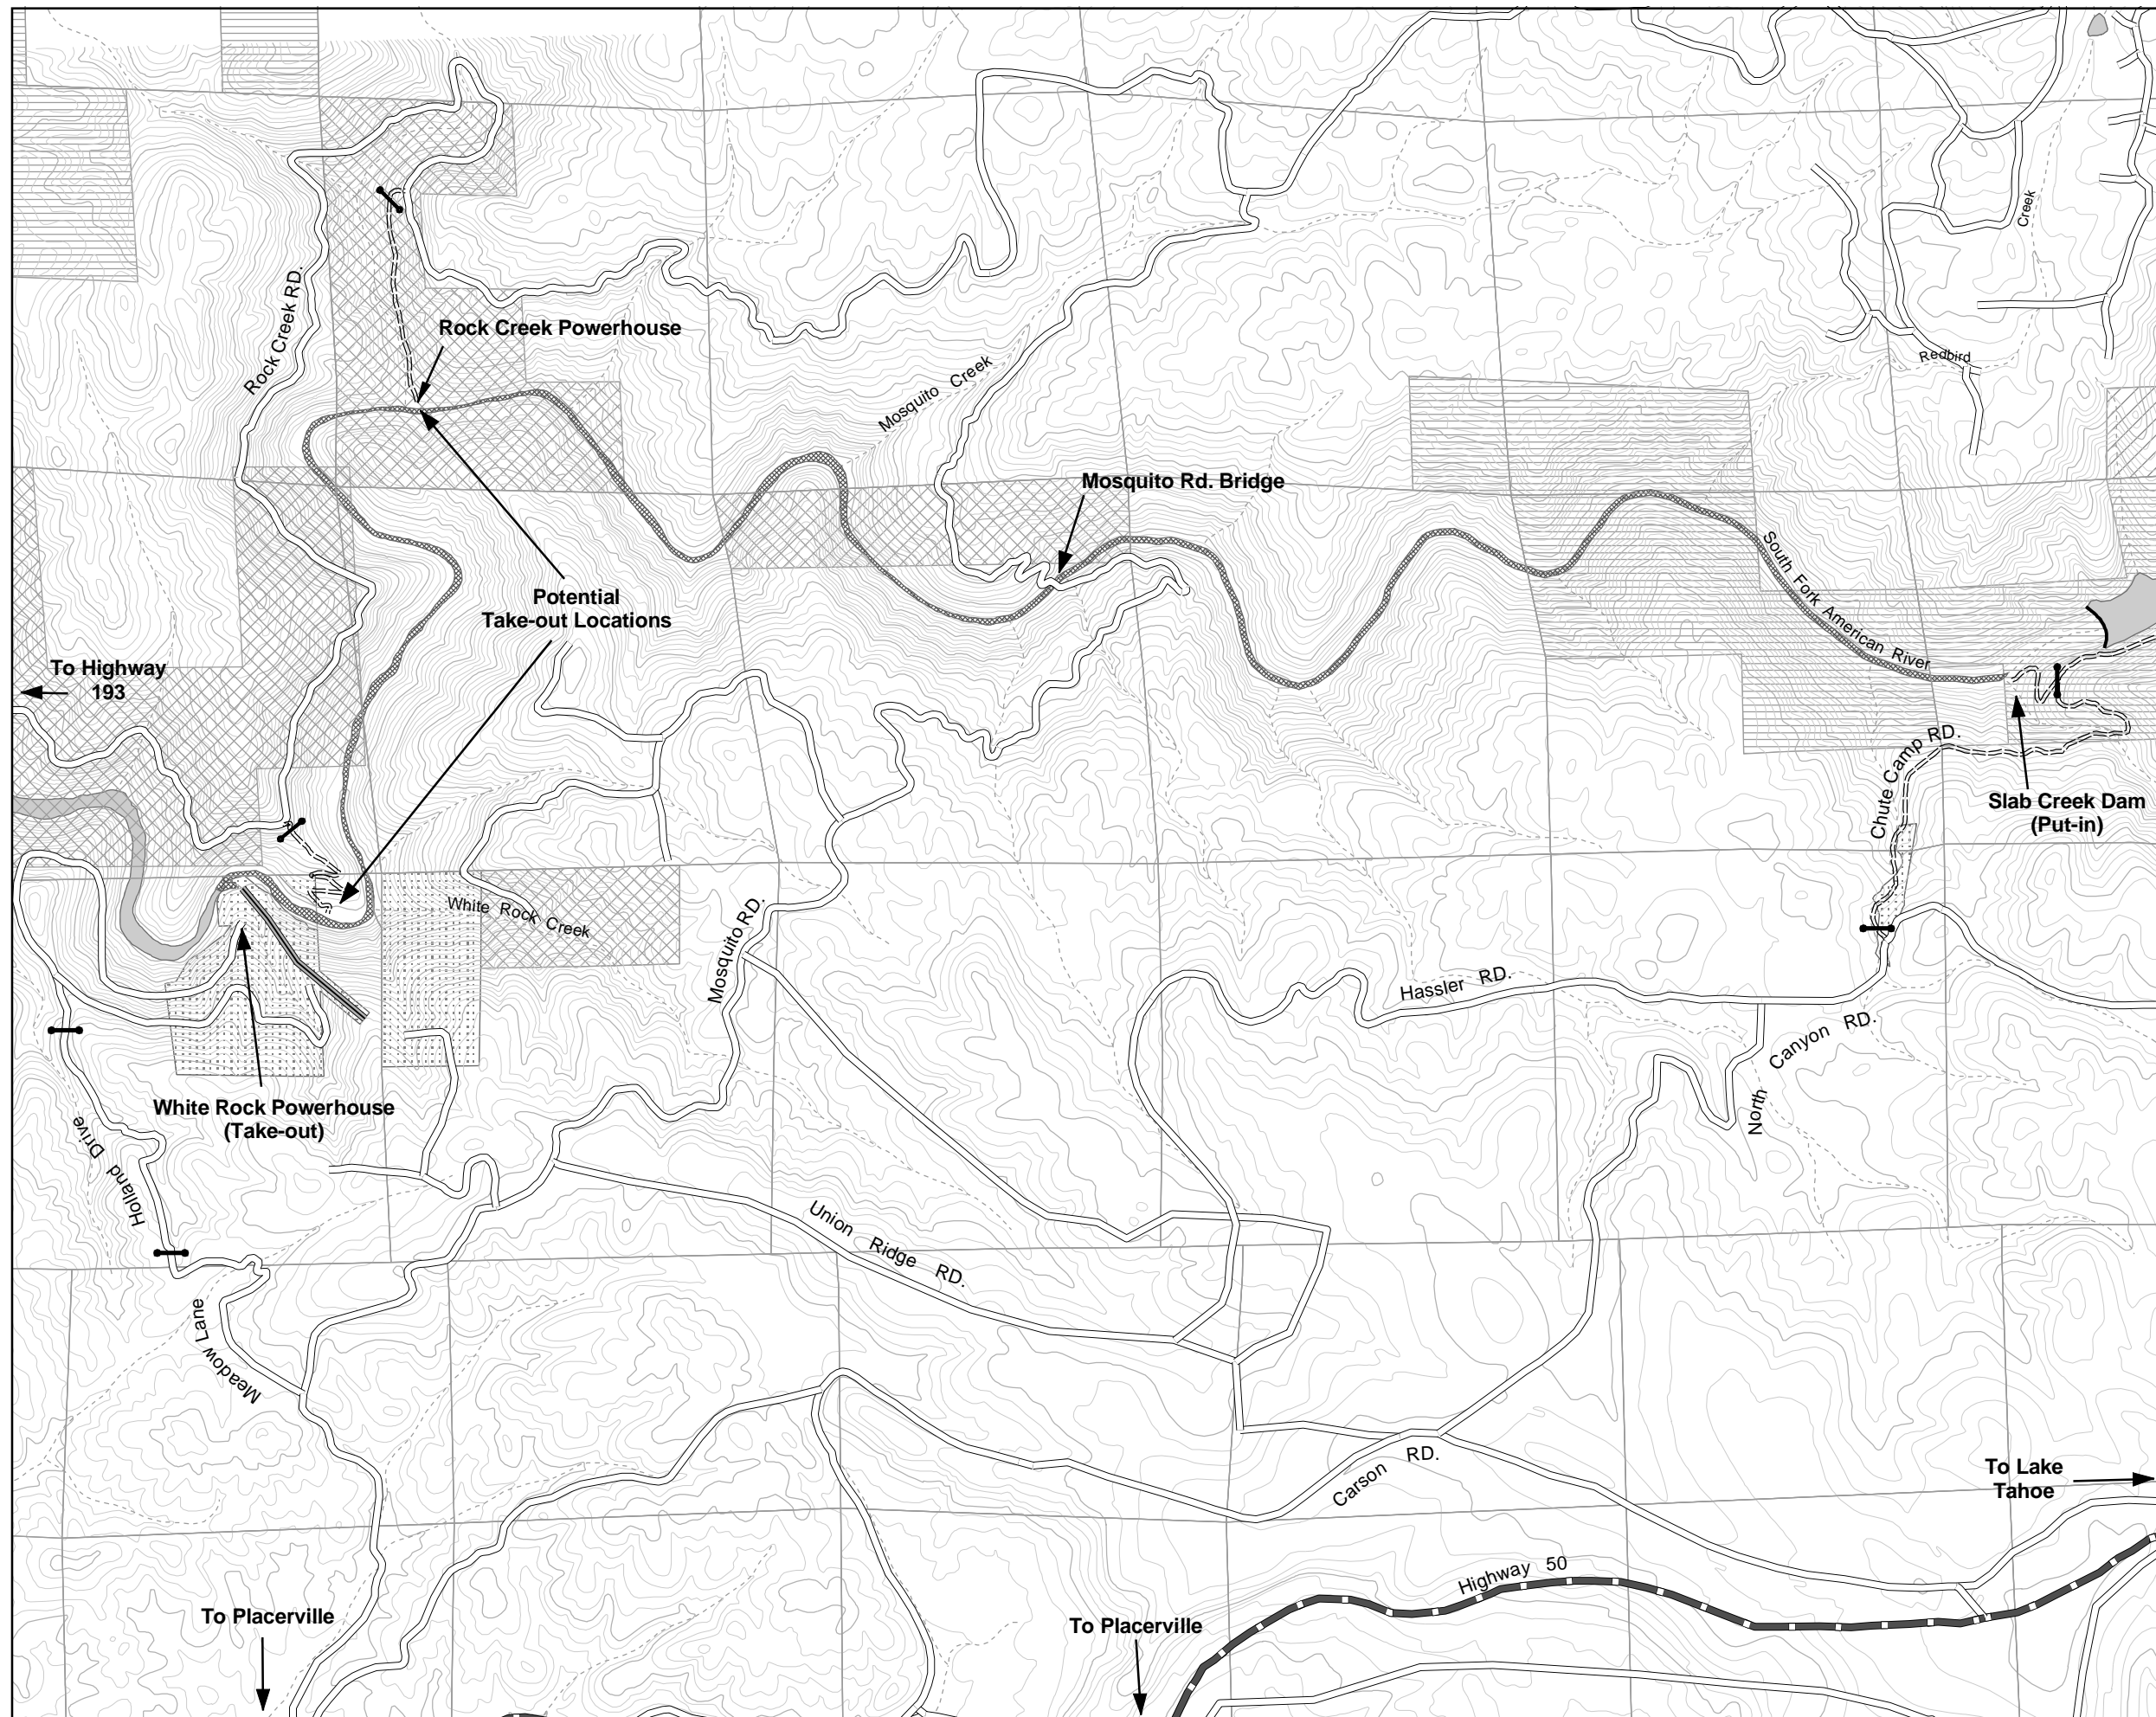 Creek
Rock Creek RD.
Rock Creek Powerhouse
Redbird
Mosquito Creek
Mosquito Rd. Bridge
South Fork American River
Potential
Take-out Locations
To Highway
193
Chute Camp RD.
Slab Creek Dam
(Put-in)
White Rock Creek
Mosquito RD.
Hassler RD.
North Canyon RD.
White Rock Powerhouse
(Take-out)
Holland Drive
Union Ridge RD.
Meadow Lane
Carson RD.
To Lake
Tahoe
Highway 50
To Placerville
To Placerville